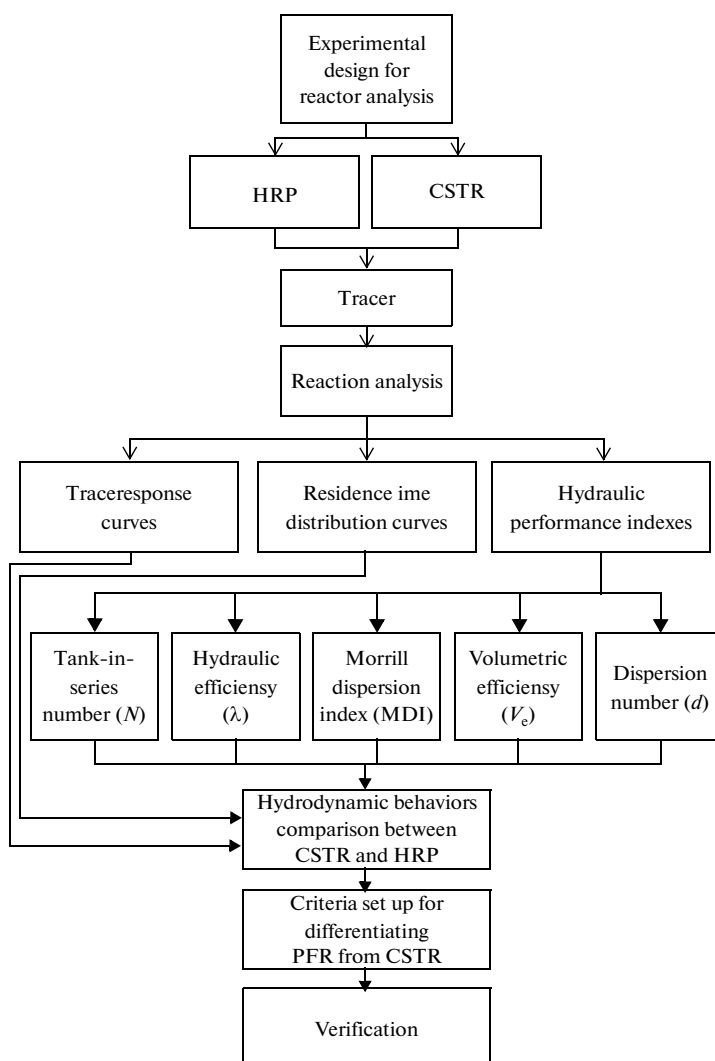 Experimental
design for
reactor analysis
HRP
CSTR
Tracer
Reaction analysis
Traceresponse
curves
Residence ime
distribution curves
Hydraulic
performance indexes
Tank-in-
series
number (N)
Hydraulic
efficiensy
(λ)
Morrill
dispersion
index (MDI)
Volumetric
efficiensy
(Ve)
Dispersion
number (d)
Hydrodynamic behaviors
comparison between
CSTR and HRP
Criteria set up for
differentiating
PFR from CSTR
Verification